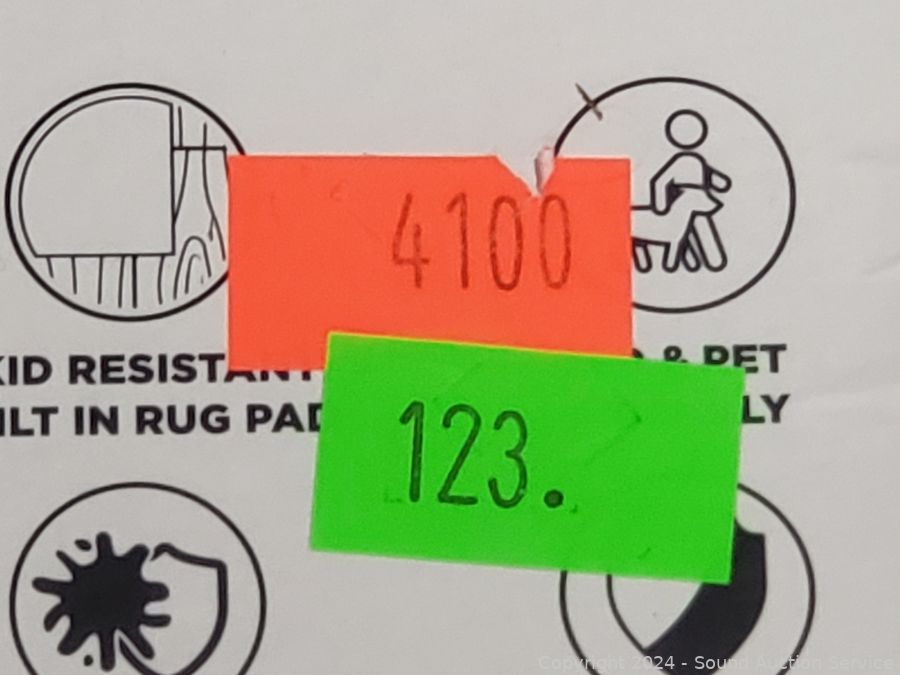 4100
KID RESISTANT
& PET
ILT IN RUG PAD
LY
123.
Copyright 2024 - Sound Auction Service